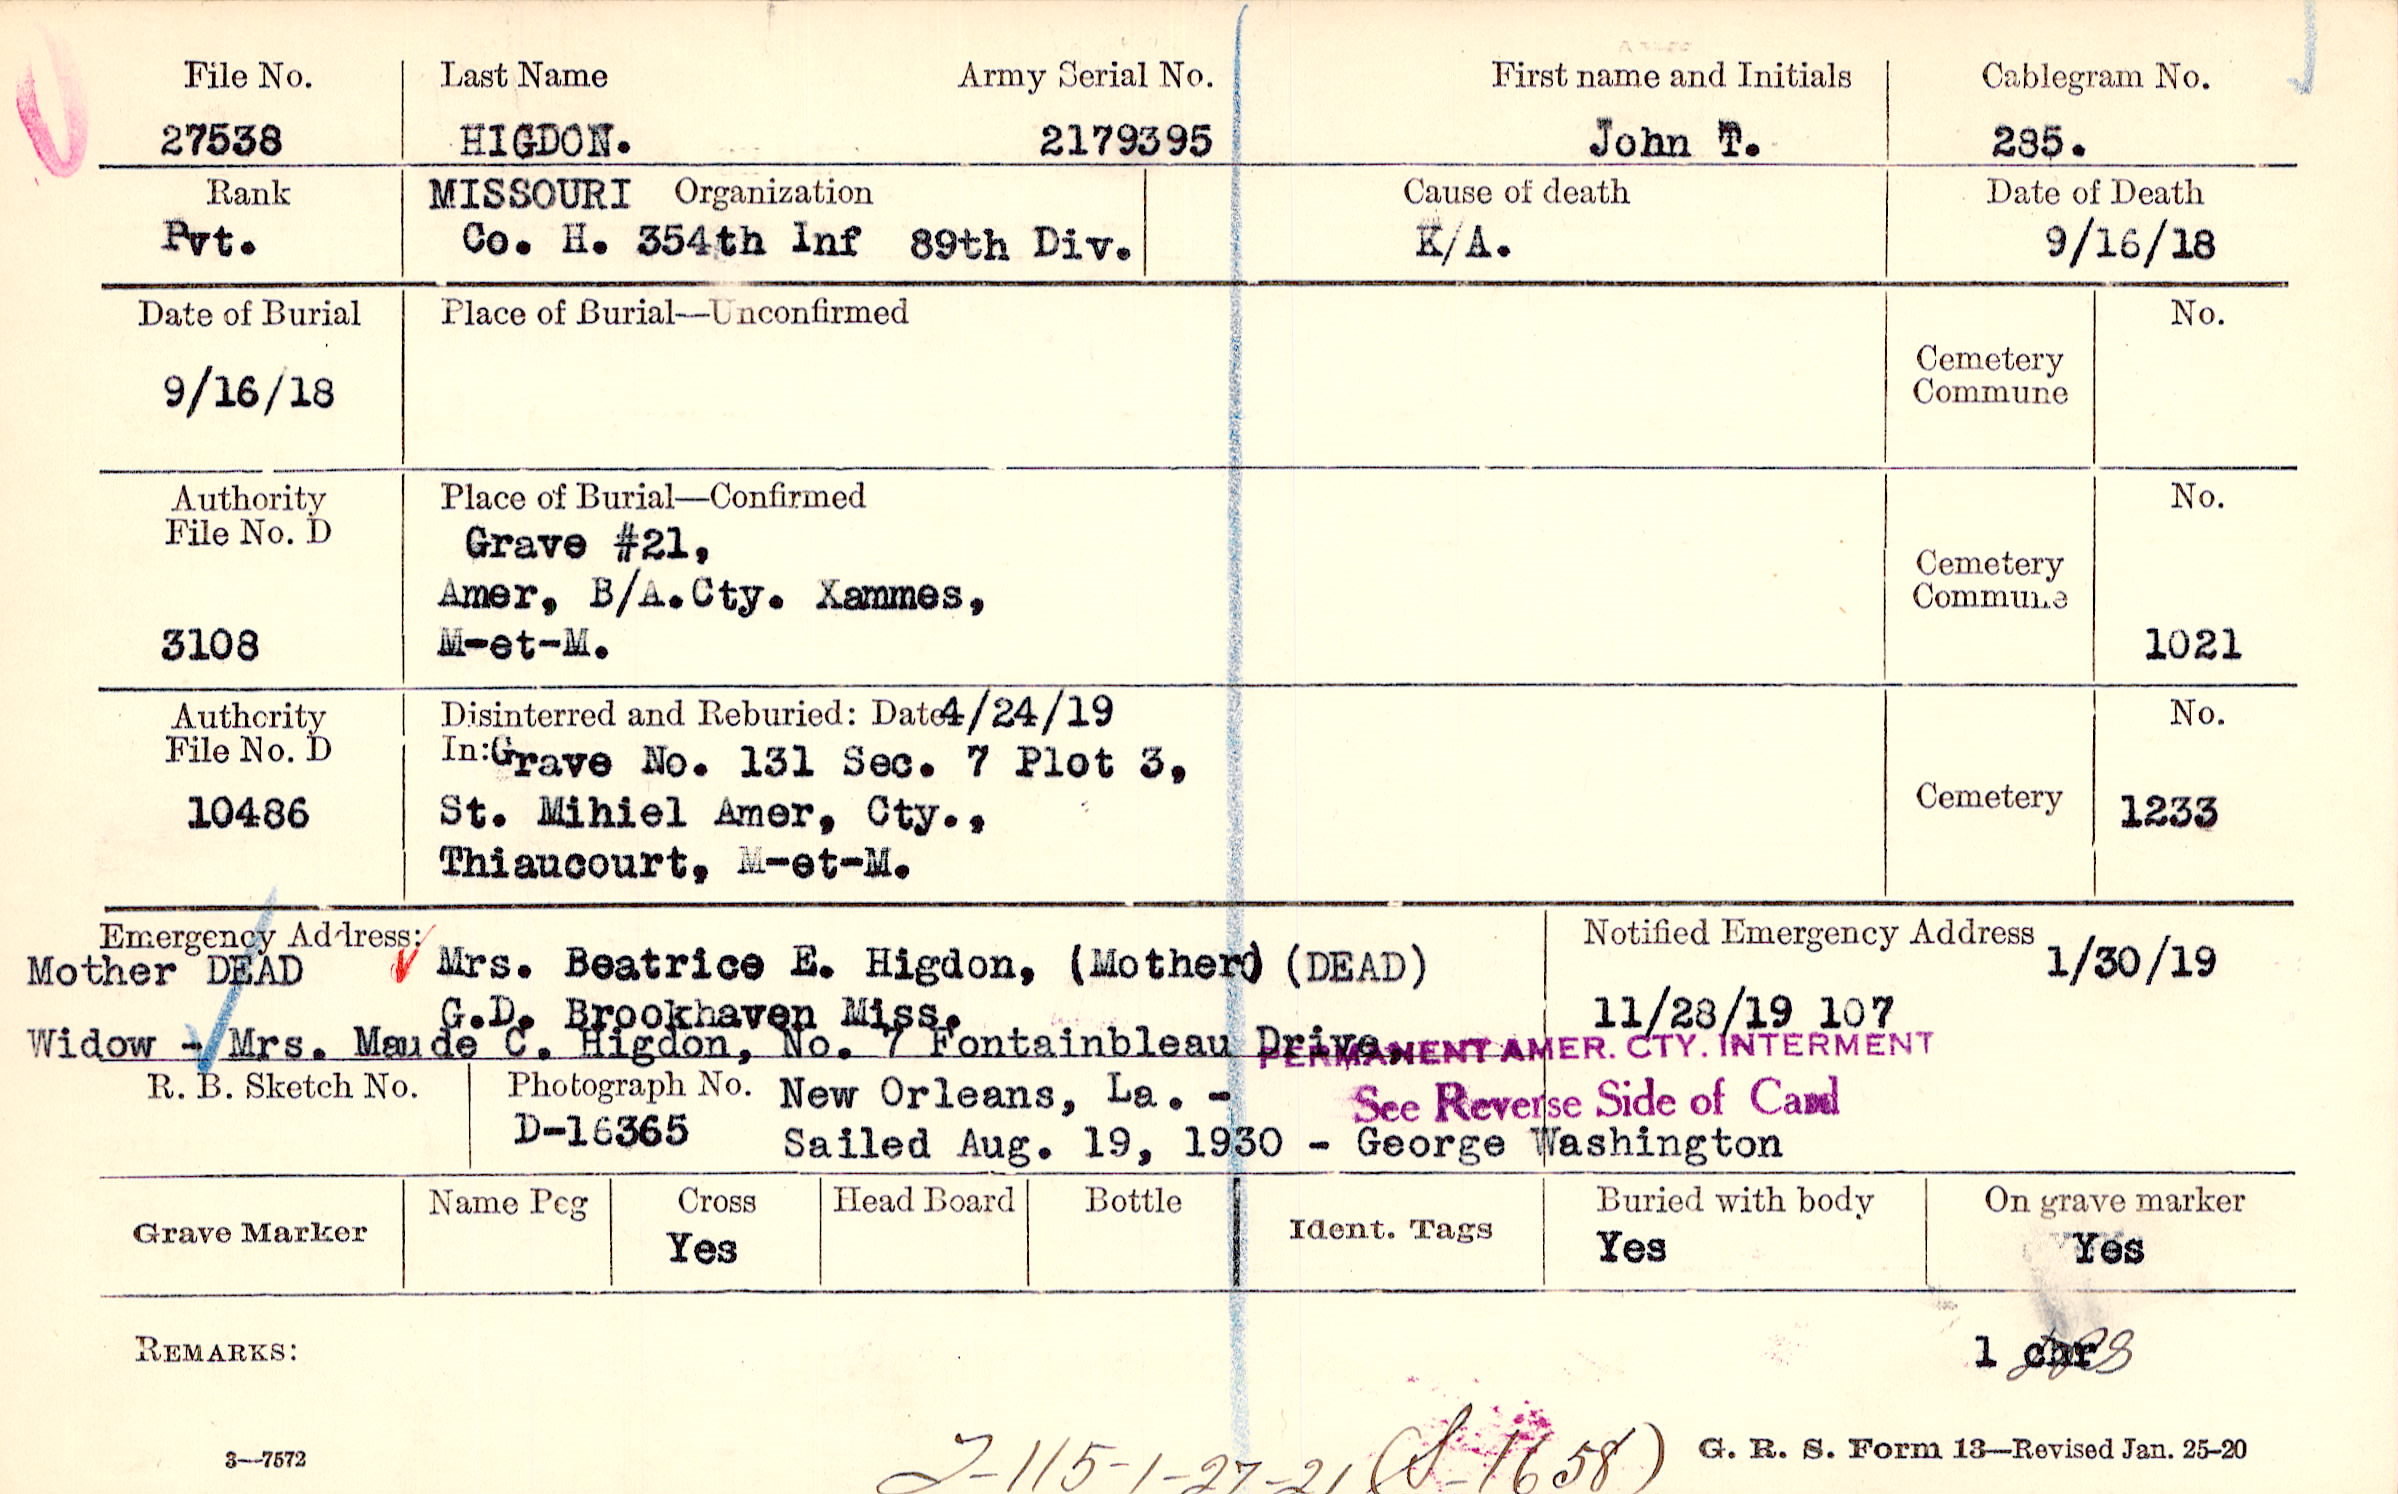 File No. Last Name Army Serial No. First name and Initials Cablegram No.
27538 HIGDON. 2179395 John T. 285.
Rank MISSOURI Organization Cause of death Date of Death
Pvt. Co. H. 354th Inf 89th Div. K/A. 9/16/18
Date of Burial Place of Burial—Unconfirmed No.
Cemetery
Commune
9/16/18
Authority Place of Burial—Confirmed No.
File No. D
Grave #21,
Cemetery
Amer, B/A.Cty. Xammes, Commune
3108 M-et-M. 1021
Authority Disinterred and Reburied: Date 4/24/19 No.
File No. D In: Grave No. 131 Sec. 7 Plot 3,
10486 St. Mihiel Amer, Cty., Cemetery 1233
Thiaucourt, M-et-M.
Emergency Address: Notified Emergency Address
Mother DEAD Mrs. Beatrice E. Higdon, (Mother) (DEAD) 1/30/19
G.D. Brookhaven Miss. 11/28/19 107
Widow - Mrs. Maude C. Higdon, No. 7 Fontainbleau Drive, PERMANENT AMER. CTY. INTERMENT
R. B. Sketch No. Photograph No. New Orleans, La. - See Reverse Side of Card
D-16365 Sailed Aug. 19, 1930 - George Washington
Grave Marker Name Peg Cross Head Board Bottle Ident. Tags Buried with body On grave marker
Yes Yes Yes
REMARKS: 1 chr
3—7572 G. R. S. Form 13—Revised Jan. 25-20
-115-1-27-21 (S-1658)